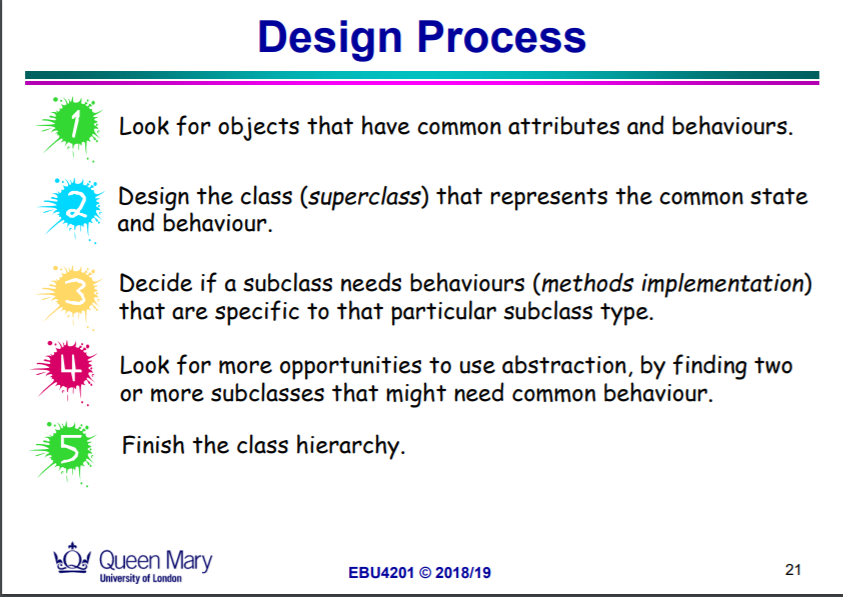 Design Process
1 Look for objects that have common attributes and behaviours.
2 Design the class (superclass) that represents the common state
and behaviour.
3 Decide if a subclass needs behaviours (methods implementation)
that are specific to that particular subclass type.
4 Look for more opportunities to use abstraction, by finding two
or more subclasses that might need common behaviour.
5 Finish the class hierarchy.
Queen Mary
University of London
EBU4201 © 2018/19
21